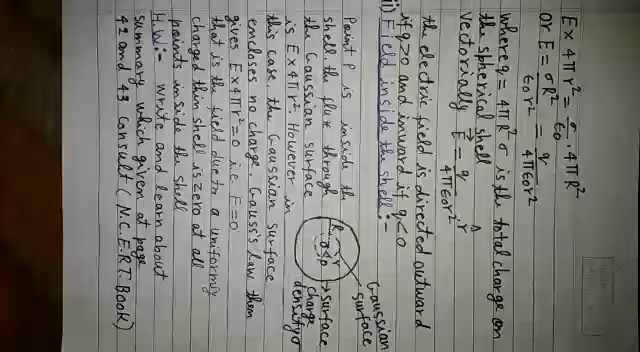 E × 4πr² = σ/ε₀ · 4πR²
or E = σR²/ε₀r² = q/4πε₀r²
where q = 4πR²σ is the total charge on
the spherical shell
vectorially E⃗ = q/4πε₀r² r̂
the electric field is directed outward
if q>0 and inward if q<0
ii) Field inside the shell:-
Point P is inside the
shell. the flux through
the Gaussian surface
is E×4πr². However in
this case, the Gaussian surface
encloses no charge. Gauss's law then
gives E×4πr²=0 i.e. E=0
that is the field due to a uniformly
charged thin shell is zero at all
points inside the shell
Gaussian
surface
R
r
surface
charge
density σ
H.W:- write and learn about
summary which given at page
42 and 43 consult (N.C.E.R.T. Book)